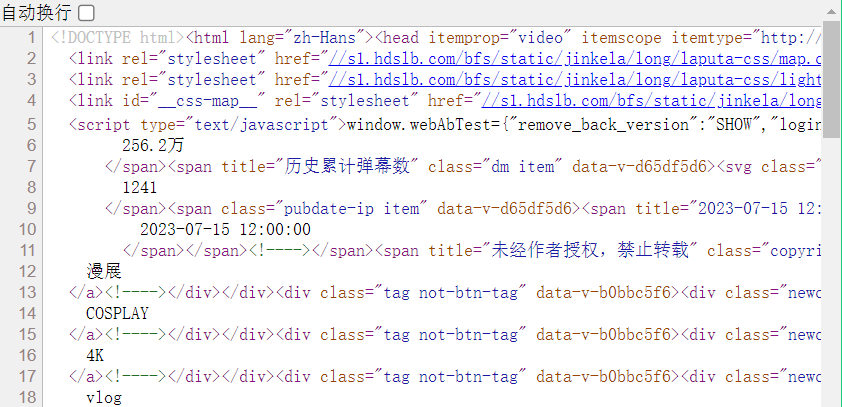 自动换行
1 <!DOCTYPE html><html lang="zh-Hans"><head itemprop="video" itemscope itemtype="http://
2 <link rel="stylesheet" href="//s1.hdslb.com/bfs/static/jinkela/long/laputa-css/map.c
3 <link rel="stylesheet" href="//s1.hdslb.com/bfs/static/jinkela/long/laputa-css/light
4 <link id="__css-map__" rel="stylesheet" href="//s1.hdslb.com/bfs/static/jinkela/long
5 <script type="text/javascript">window.webAbTest={"remove_back_version":"SHOW","login
6 256.2万
7 </span><span title="历史累计弹幕数" class="dm item" data-v-d65df5d6><svg class="
8 1241
9 </span><span class="pubdate-ip item" data-v-d65df5d6><span title="2023-07-15 12:
10 2023-07-15 12:00:00
11 </span></span><!----></span><span title="未经作者授权，禁止转载" class="copyri
12 漫展
13 </a><!----></div></div><div class="tag not-btn-tag" data-v-b0bbc5f6><div class="newc
14 COSPLAY
15 </a><!----></div></div><div class="tag not-btn-tag" data-v-b0bbc5f6><div class="newc
16 4K
17 </a><!----></div></div><div class="tag not-btn-tag" data-v-b0bbc5f6><div class="newc
18 vlog